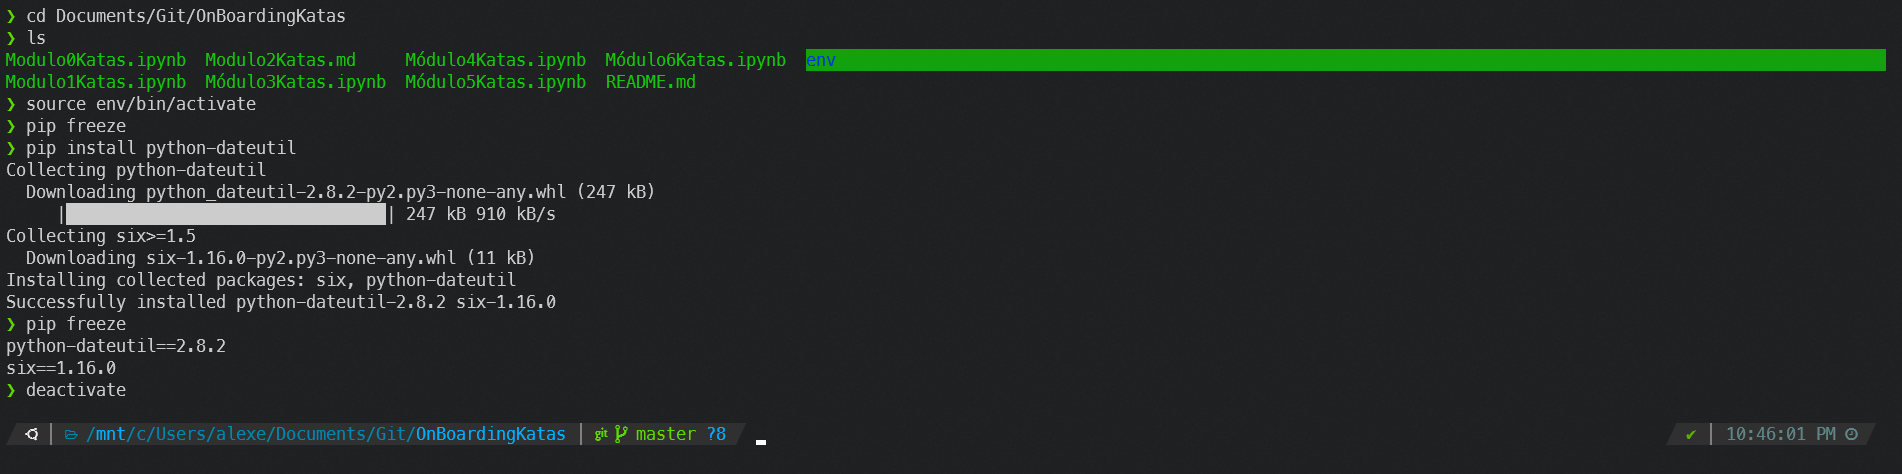 ❯ cd Documents/Git/OnBoardingKatas
❯ ls
Modulo0Katas.ipynb  Modulo2Katas.md     Módulo4Katas.ipynb  Módulo6Katas.ipynb  env
Modulo1Katas.ipynb  Módulo3Katas.ipynb  Módulo5Katas.ipynb  README.md
❯ source env/bin/activate
❯ pip freeze
❯ pip install python-dateutil
Collecting python-dateutil
  Downloading python_dateutil-2.8.2-py2.py3-none-any.whl (247 kB)
     |████████████████████████████████| 247 kB 910 kB/s
Collecting six>=1.5
  Downloading six-1.16.0-py2.py3-none-any.whl (11 kB)
Installing collected packages: six, python-dateutil
Successfully installed python-dateutil-2.8.2 six-1.16.0
❯ pip freeze
python-dateutil==2.8.2
six==1.16.0
❯ deactivate
/mnt/c/Users/alexe/Documents/Git/OnBoardingKatas | git master ?8 ✔ | 10:46:01 PM